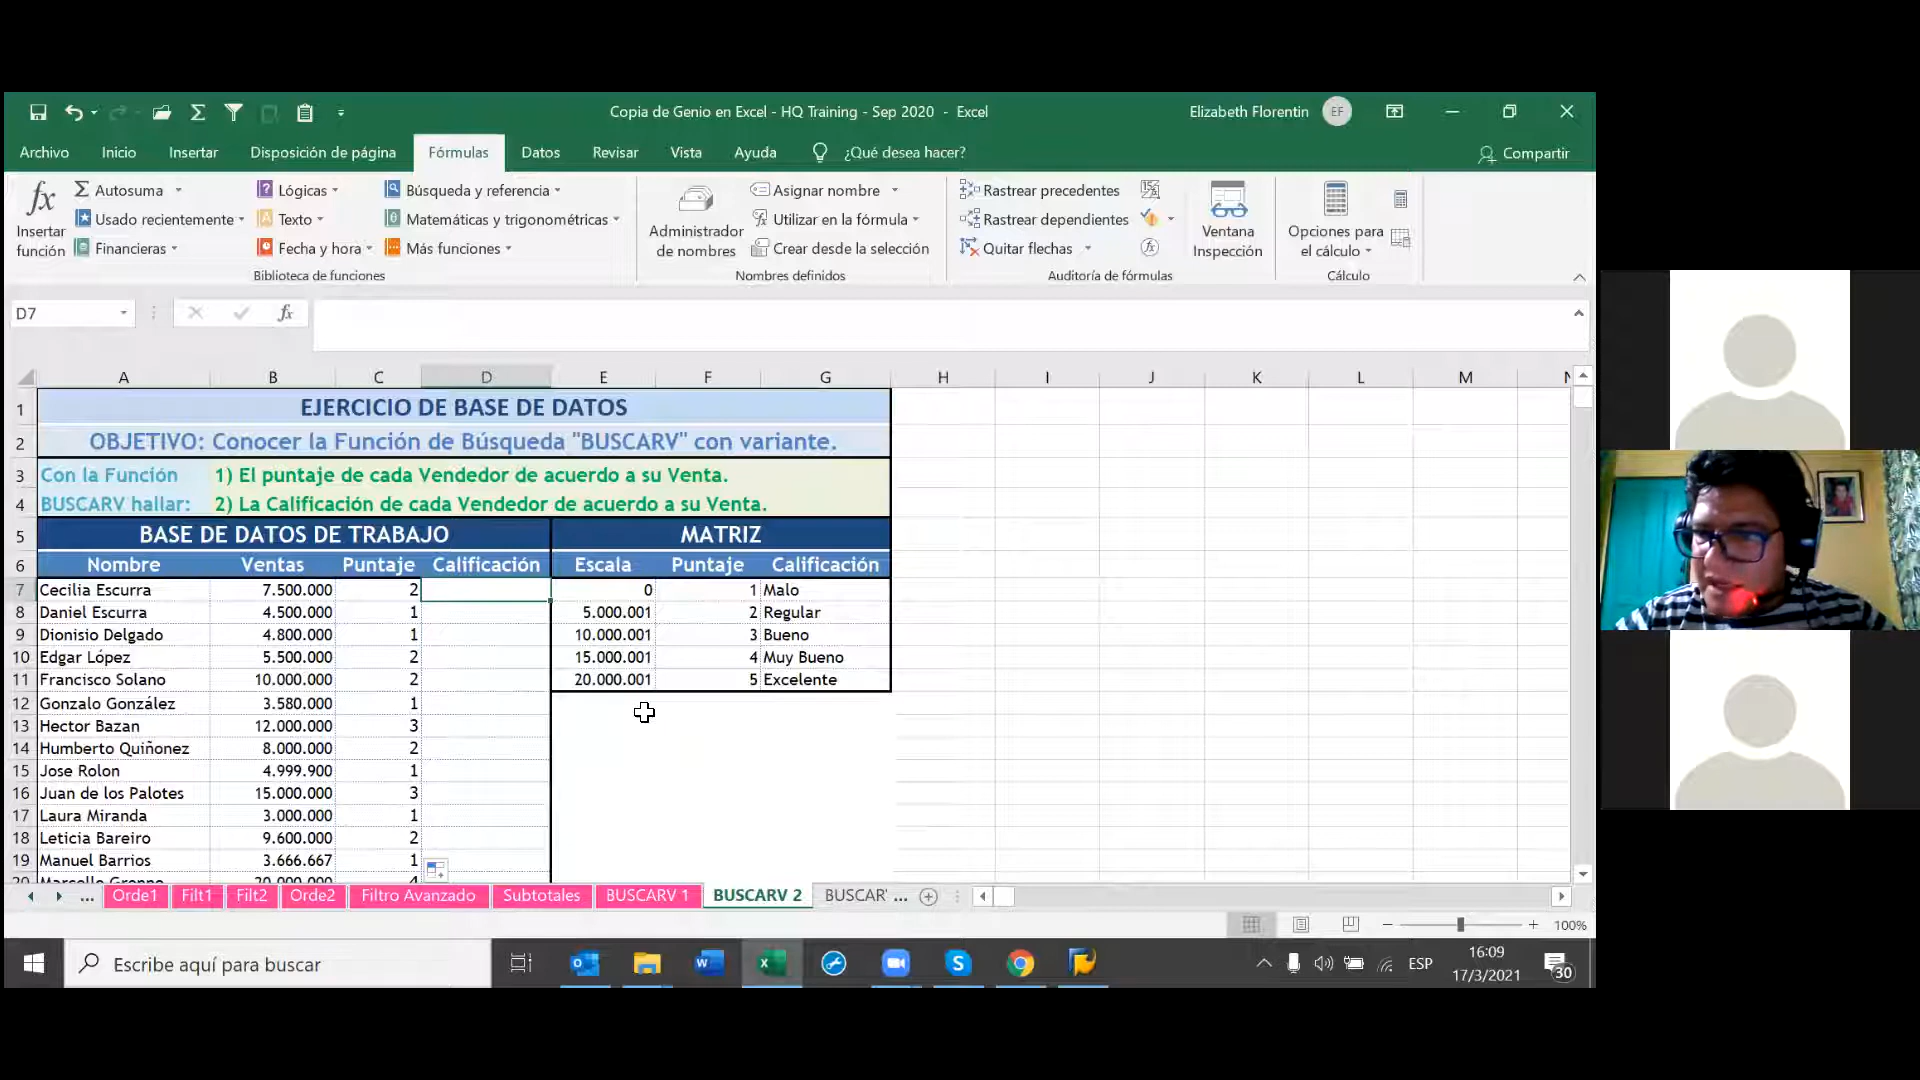 Copia de Genio en Excel - HQ Training - Sep 2020 - Excel
Elizabeth Florentin EF
Archivo Inicio Insertar Disposición de página Fórmulas Datos Revisar Vista Ayuda ¿Qué desea hacer? Compartir
fx Insertar función
Σ Autosuma
Usado recientemente
Financieras
Lógicas
Texto
Fecha y hora
Búsqueda y referencia
Matemáticas y trigonométricas
Más funciones
Biblioteca de funciones
Administrador de nombres
Asignar nombre
Utilizar en la fórmula
Crear desde la selección
Nombres definidos
Rastrear precedentes
Rastrear dependientes
Quitar flechas
Auditoría de fórmulas
Ventana Inspección
Opciones para el cálculo
Cálculo
D7 fx
A B C D E F G H I J K L M N
1 EJERCICIO DE BASE DE DATOS
2 OBJETIVO: Conocer la Función de Búsqueda "BUSCARV" con variante.
3 Con la Función 1) El puntaje de cada Vendedor de acuerdo a su Venta.
4 BUSCARV hallar: 2) La Calificación de cada Vendedor de acuerdo a su Venta.
5 BASE DE DATOS DE TRABAJO MATRIZ
6 Nombre Ventas Puntaje Calificación Escala Puntaje Calificación
7 Cecilia Escurra 7.500.000 2 0 1 Malo
8 Daniel Escurra 4.500.000 1 5.000.001 2 Regular
9 Dionisio Delgado 4.800.000 1 10.000.001 3 Bueno
10 Edgar López 5.500.000 2 15.000.001 4 Muy Bueno
11 Francisco Solano 10.000.000 2 20.000.001 5 Excelente
12 Gonzalo González 3.580.000 1
13 Hector Bazan 12.000.000 3
14 Humberto Quiñonez 8.000.000 2
15 Jose Rolon 4.999.900 1
16 Juan de los Palotes 15.000.000 3
17 Laura Miranda 3.000.000 1
18 Leticia Bareiro 9.600.000 2
19 Manuel Barrios 3.666.667 1
... Orde1 Filt1 Filt2 Orde2 Filtro Avanzado Subtotales BUSCARV 1 BUSCARV 2 BUSCAR' ...
100%
Escribe aquí para buscar
ESP
16:09
17/3/2021
30